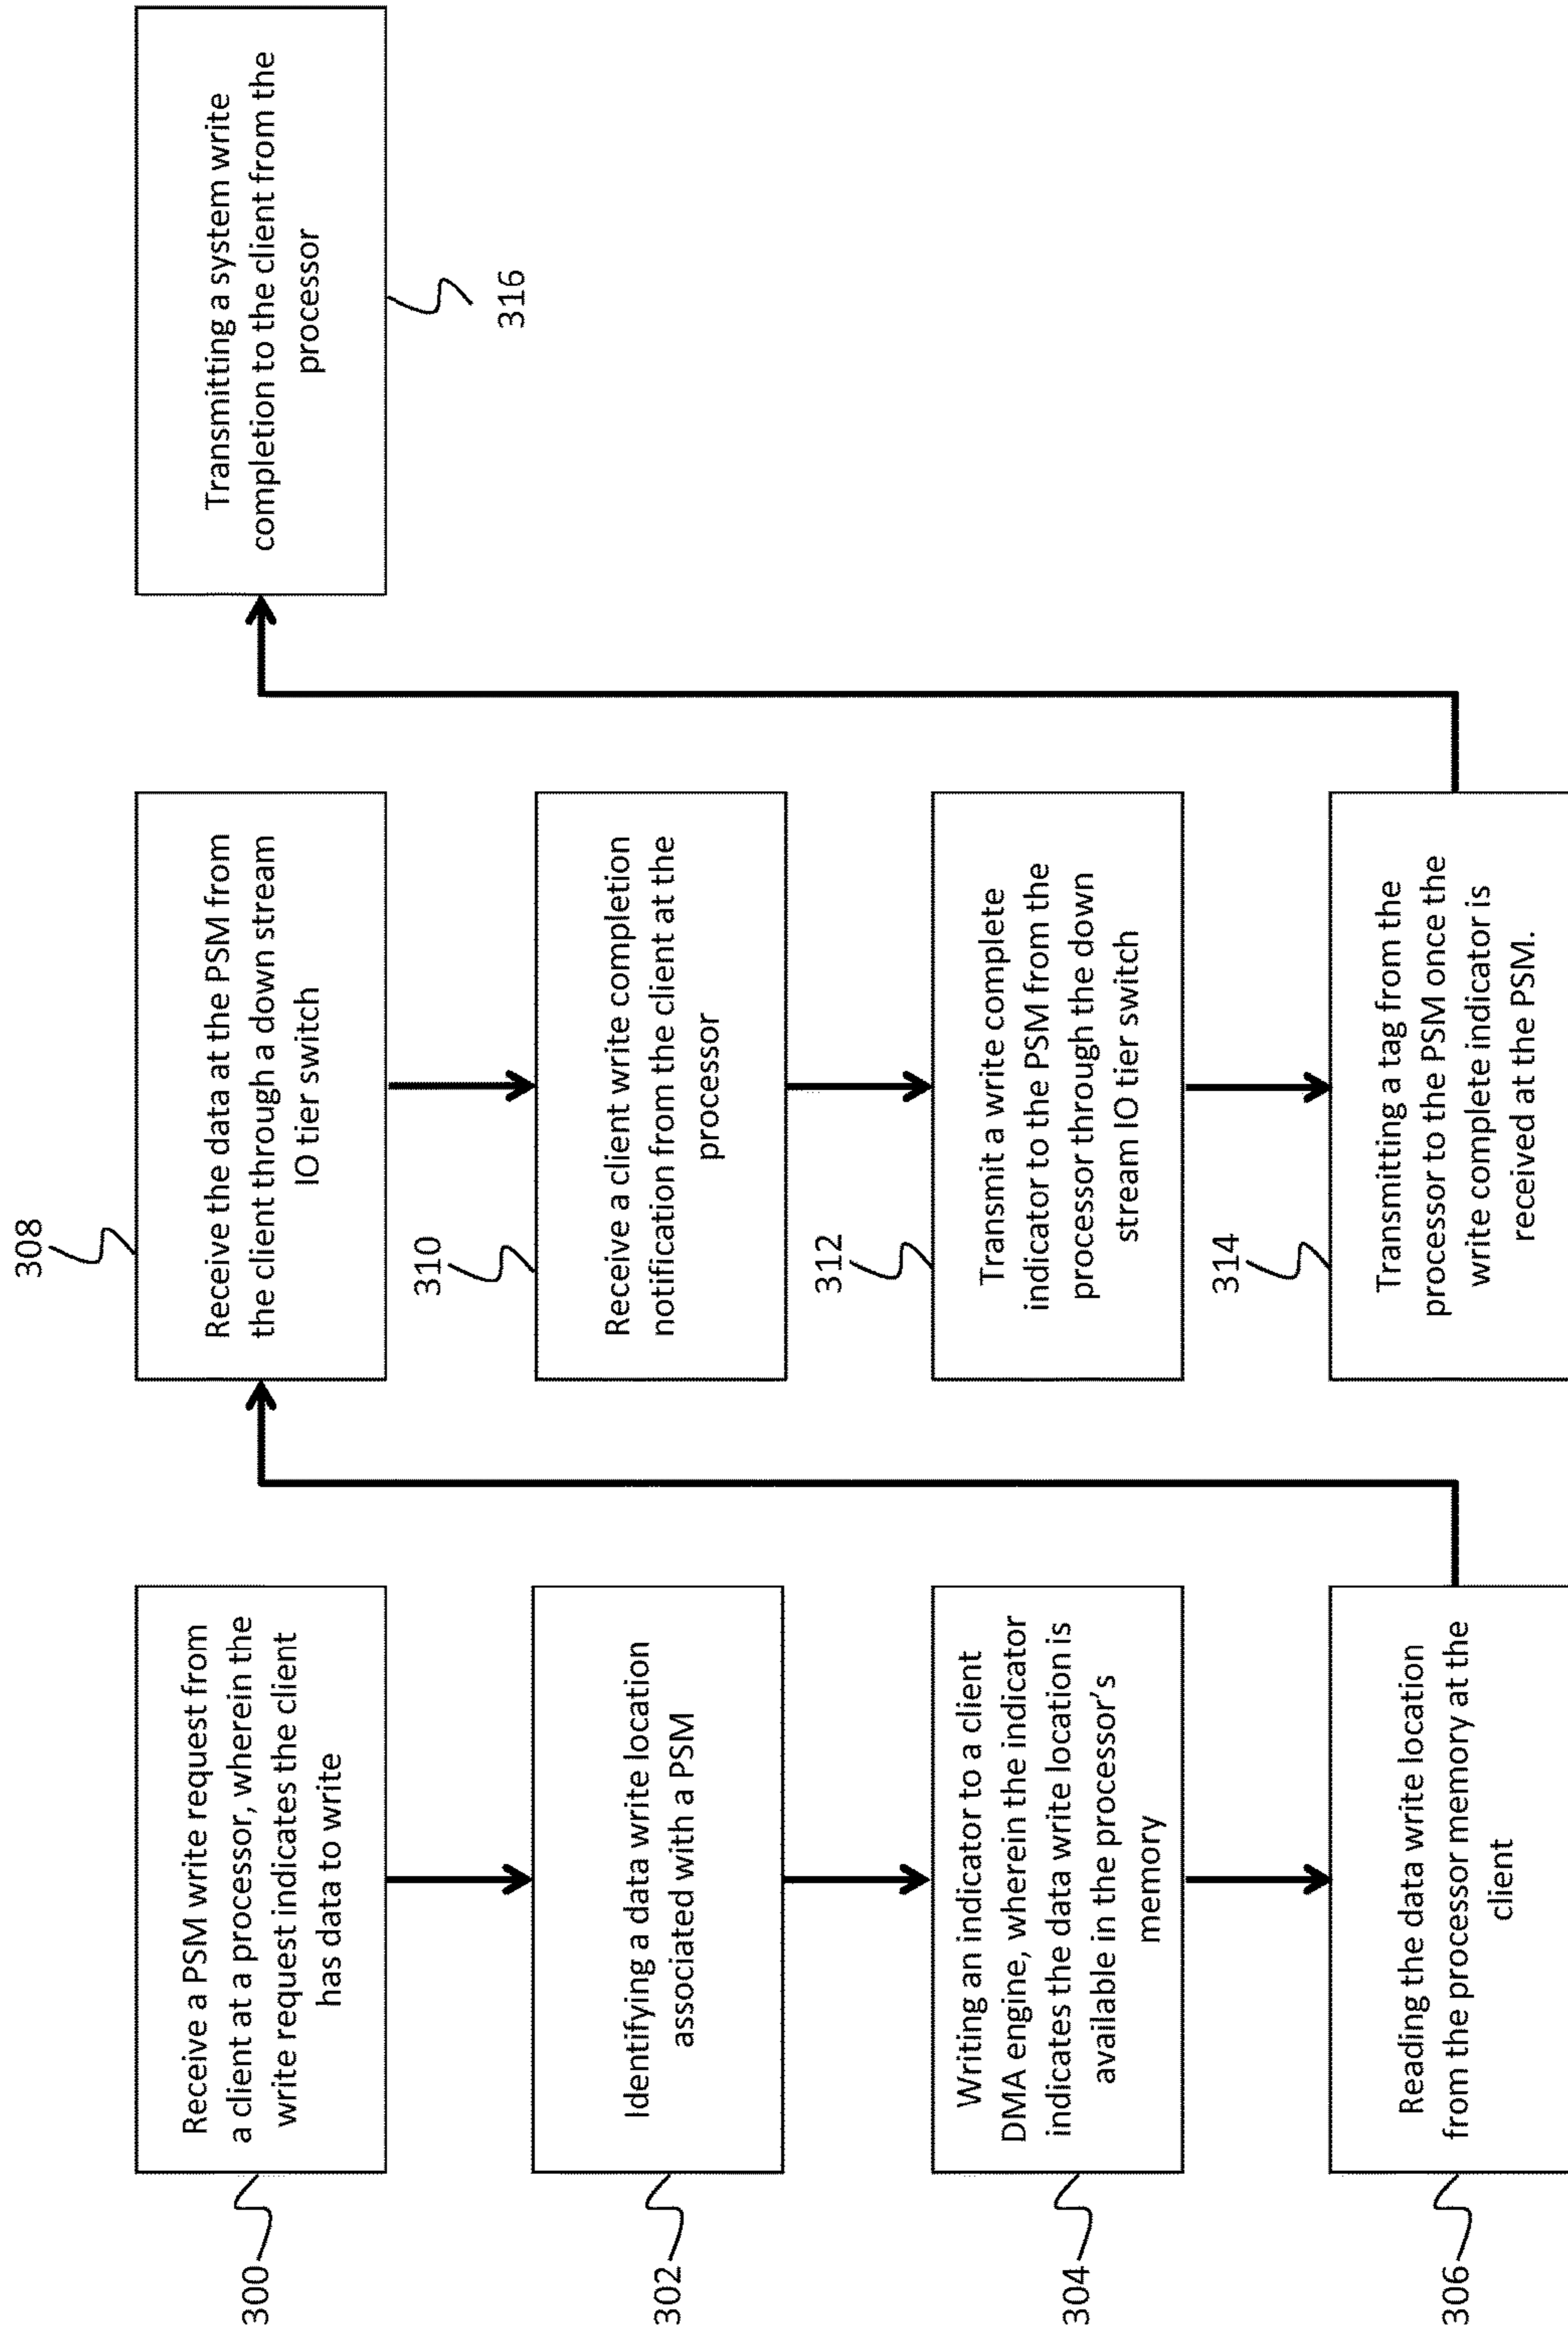 300
Receive a PSM write request from
a client at a processor, wherein the
write request indicates the client
has data to write
302
Identifying a data write location
associated with a PSM
304
Writing an indicator to a client
DMA engine, wherein the indicator
indicates the data write location is
available in the processor's
memory
306
Reading the data write location
from the processor memory at the
client
308
Receive the data at the PSM from
the client through a down stream
IO tier switch
310
Receive a client write completion
notification from the client at the
processor
312
Transmit a write complete
indicator to the PSM from the
processor through the down
stream IO tier switch
314
Transmitting a tag from the
processor to the PSM once the
write complete indicator is
received at the PSM.
Transmitting a system write
completion to the client from the
processor
316